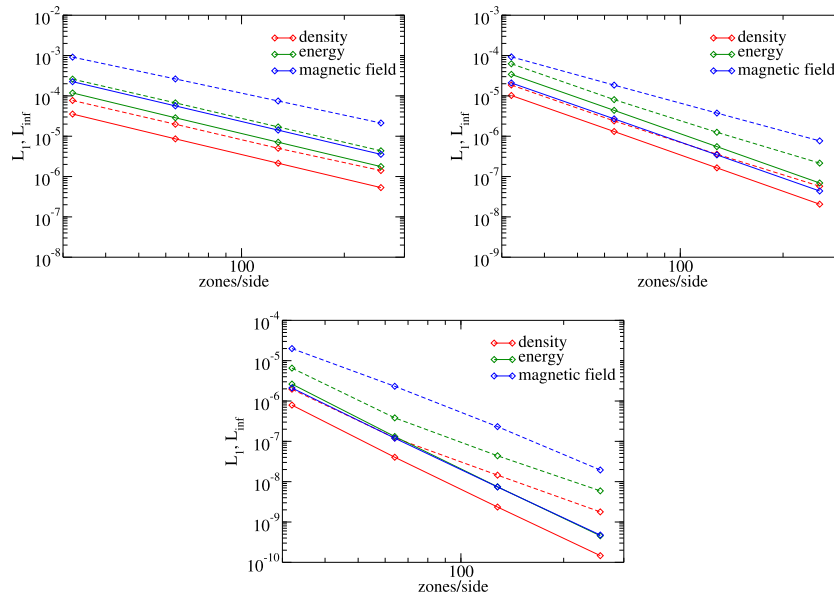 10^-2
10^-3
10^-4
10^-5
10^-6
10^-7
10^-8
L_1, L_inf
density
energy
magnetic field
100
zones/side
10^-3
10^-4
10^-5
10^-6
10^-7
10^-8
10^-9
L_1, L_inf
density
energy
magnetic field
100
zones/side
10^-4
10^-5
10^-6
10^-7
10^-8
10^-9
10^-10
L_1, L_inf
density
energy
magnetic field
100
zones/side